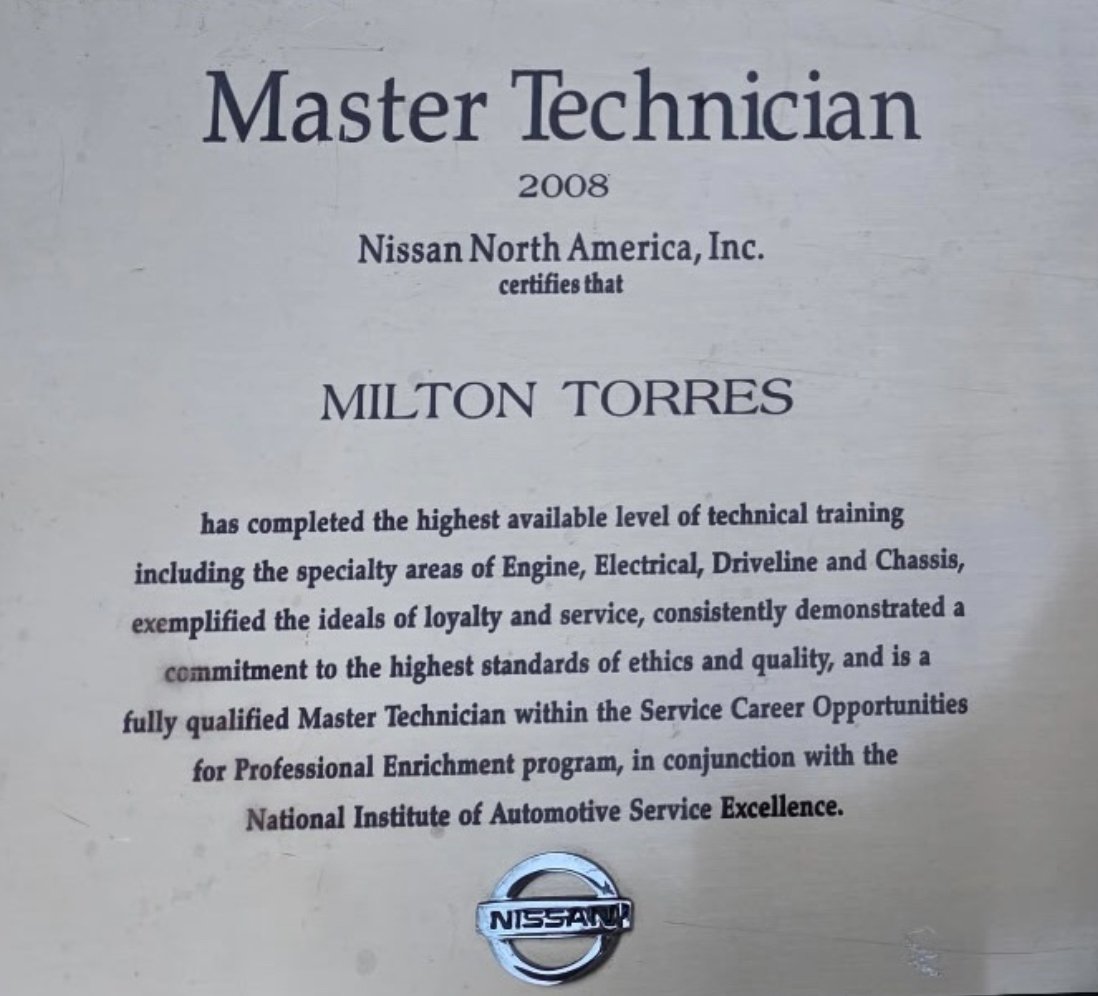 Master Technician
2008
Nissan North America, Inc.
certifies that
MILTON TORRES
has completed the highest available level of technical training
including the specialty areas of Engine, Electrical, Driveline and Chassis,
exemplified the ideals of loyalty and service, consistently demonstrated a
commitment to the highest standards of ethics and quality, and is a
fully qualified Master Technician within the Service Career Opportunities
for Professional Enrichment program, in conjunction with the
National Institute of Automotive Service Excellence.
NISSAN